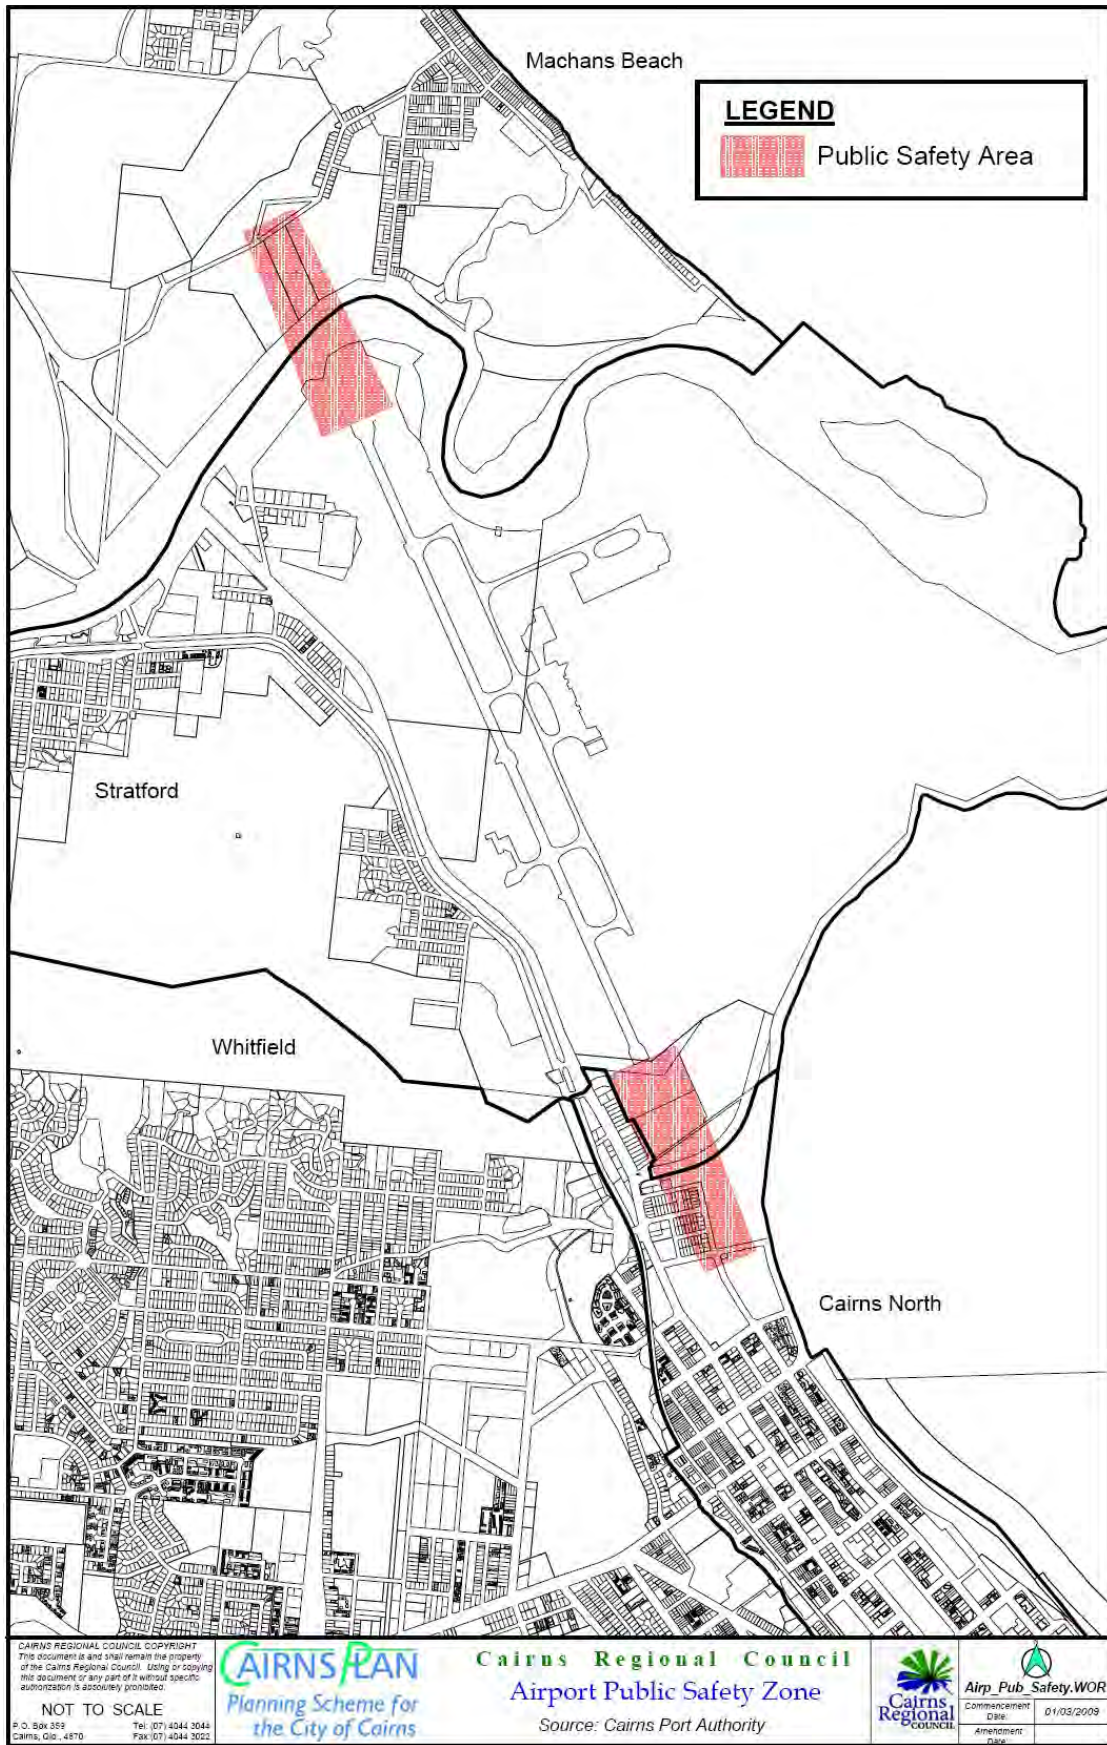 Machans Beach
LEGEND
Public Safety Area
Stratford
Whitfield
Cairns North
CAIRNS REGIONAL COUNCIL COPYRIGHT
This document is and shall remain the property
of the Cairns Regional Council. Using or copying
this document or any part of it without specific
authorization is absolutely prohibited.
NOT TO SCALE
P.O. Box 359 Tel: (07) 4044 3044
Cairns, Qld., 4870 Fax: (07) 4044 3022
CAIRNS PLAN
Planning Scheme for
the City of Cairns
Cairns Regional Council
Airport Public Safety Zone
Source: Cairns Port Authority
Cairns
Regional
COUNCIL
Airp_Pub_Safety.WOR
Commencement
Date: 01/03/2009
Amendment
Date: